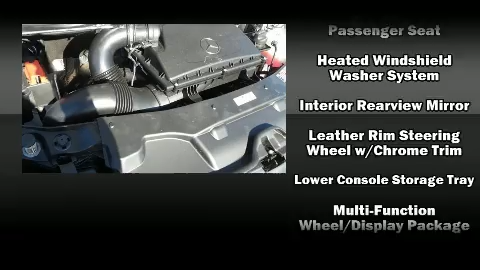 Passenger Seat
Heated Windshield
Washer System
Interior Rearview Mirror
Leather Rim Steering
Wheel w/Chrome Trim
Lower Console Storage Tray
Multi-Function
Wheel/Display Package